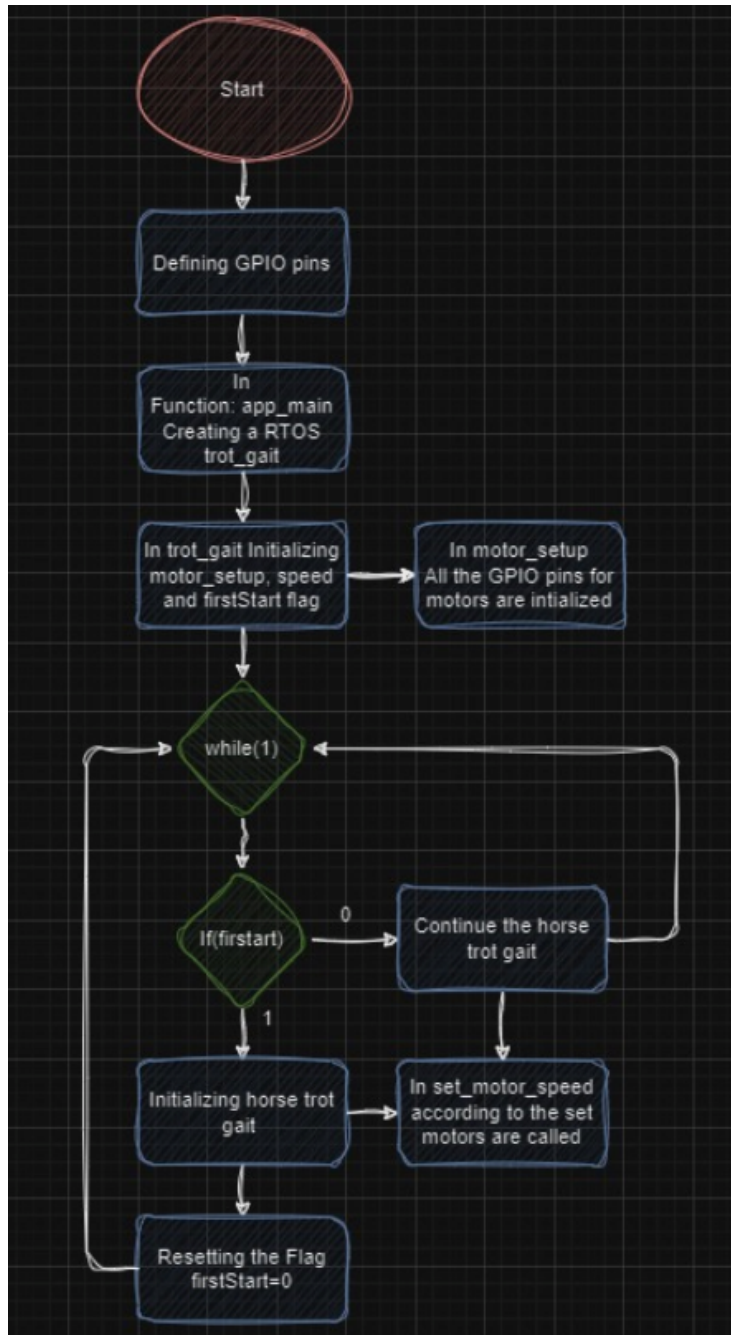 Start
Defining GPIO pins
In
Function: app_main
Creating a RTOS
trot_gait
In trot_gait Initializing
motor_setup, speed
and firstStart flag
In motor_setup
All the GPIO pins for
motors are intialized
while(1)
If(firstart)
0
Continue the horse
trot gait
1
Initializing horse trot
gait
In set_motor_speed
according to the set
motors are called
Resetting the Flag
firstStart=0